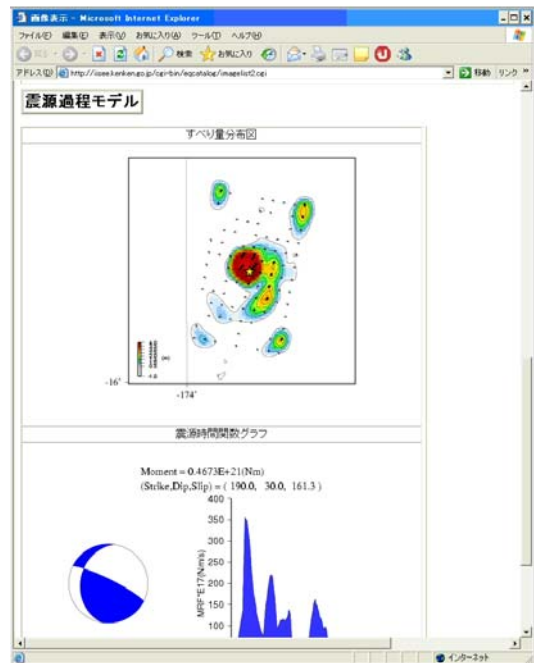 画像表示 - Microsoft Internet Explorer
ファイル(F) 編集(E) 表示(V) お気に入り(A) ツール(T) ヘルプ(H)
戻る 検索 お気に入り
アドレス(D) http://iisee.kenken.go.jp/cgi-bin/eqcatalog/imagelist2.cgi 移動 リンク »
震源過程モデル
すべり量分布図
(m)
-16°
-174°
震源時間関数グラフ
Moment = 0.4673E+21(Nm)
(Strike,Dip,Slip) = ( 190.0, 30.0, 161.3 )
400
350
300
250
200
150
100
MRF*E17(Nm/s)
インターネット